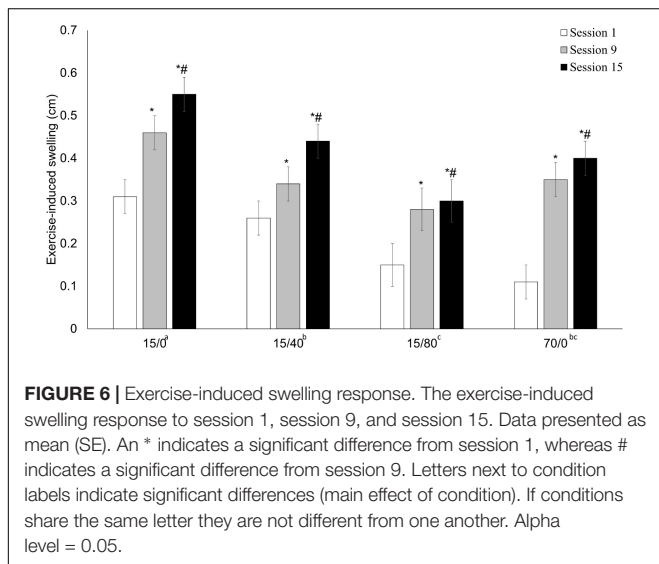 0.7
Session 1
Session 9
Session 15
0.6
0.5
0.4
0.3
0.2
0.1
0
Exercise-induced swelling (cm)
* *# * *# * *# * *#
15/0a 15/40b 15/80c 70/0bc
FIGURE 6 | Exercise-induced swelling response. The exercise-induced
swelling response to session 1, session 9, and session 15. Data presented as
mean (SE). An * indicates a significant difference from session 1, whereas #
indicates a significant difference from session 9. Letters next to condition
labels indicate significant differences (main effect of condition). If conditions
share the same letter they are not different from one another. Alpha
level = 0.05.